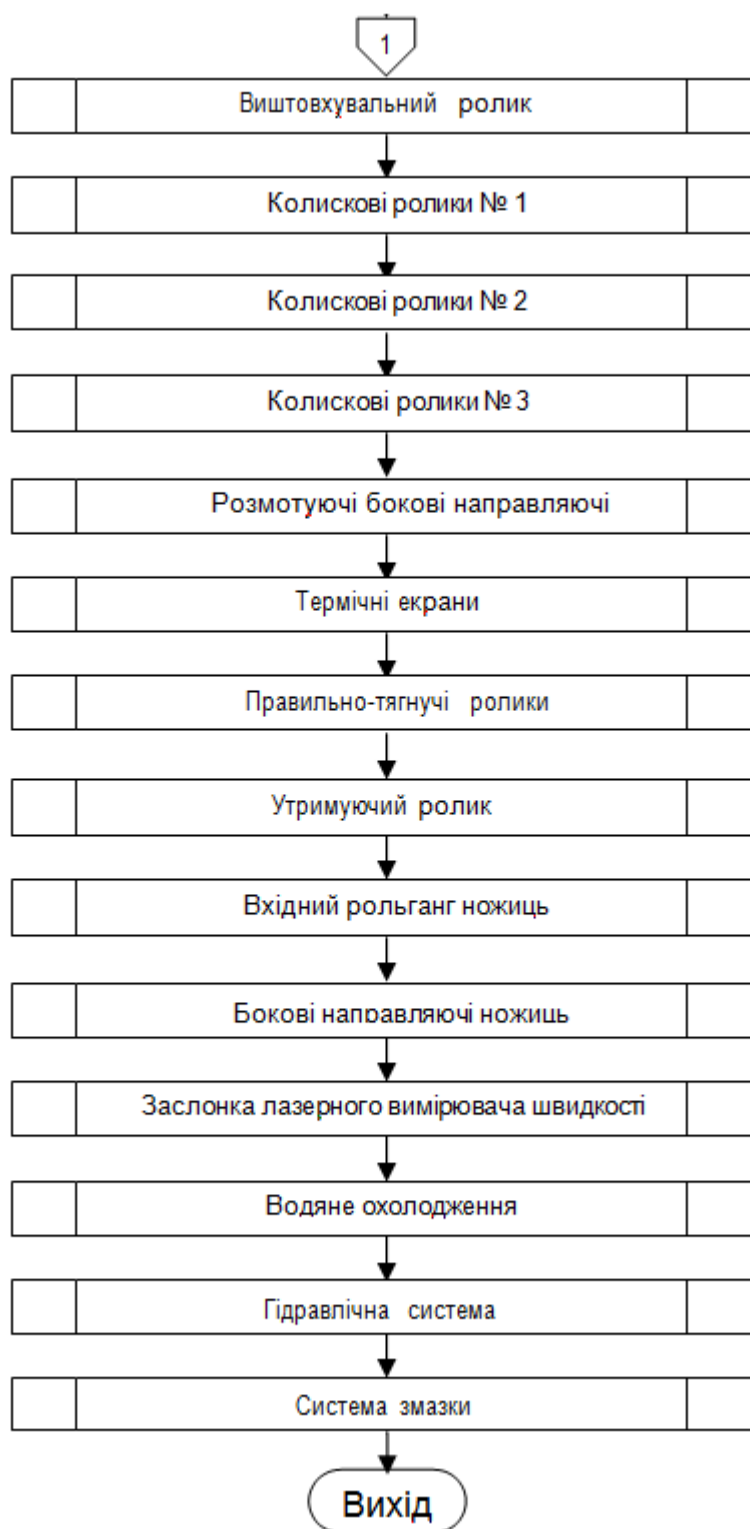 1
Виштовхувальний ролик
Колискові ролики № 1
Колискові ролики № 2
Колискові ролики № 3
Розмотуючі бокові направляючі
Термічні екрани
Правильно-тягнучі ролики
Утримуючий ролик
Вхідний рольганг ножиць
Бокові направляючі ножиць
Заслонка лазерного вимірювача швидкості
Водяне охолодження
Гідравлічна система
Система змазки
Вихід